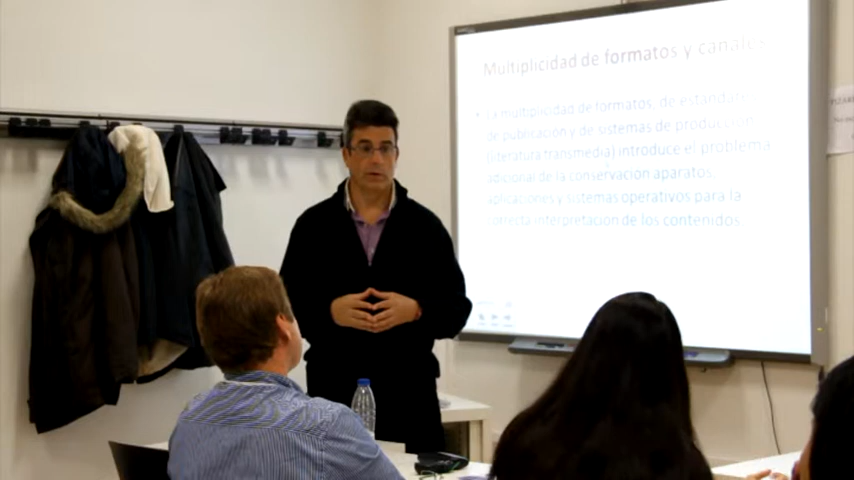 Multiplicidad de formatos y canales
• La multiplicidad de formatos, de estándares
de publicación y de sistemas de producción
(literatura transmedia) introduce el problema
adicional de la conservación aparatos,
aplicaciones y sistemas operativos para la
correcta interpretación de los contenidos.